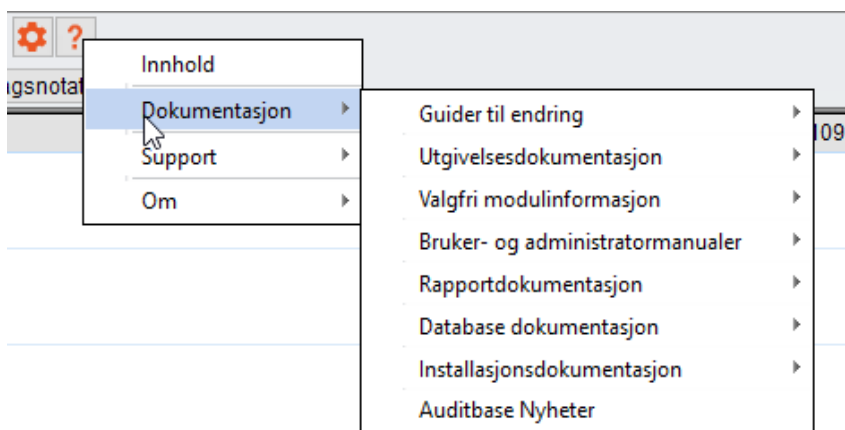 ?
Innhold
gsnotat
Dokumentasjon
Support
Om
Guider til endring
109
Utgivelsesdokumentasjon
Valgfri modulinformasjon
Bruker- og administratormanualer
Rapportdokumentasjon
Database dokumentasjon
Installasjonsdokumentasjon
Auditbase Nyheter